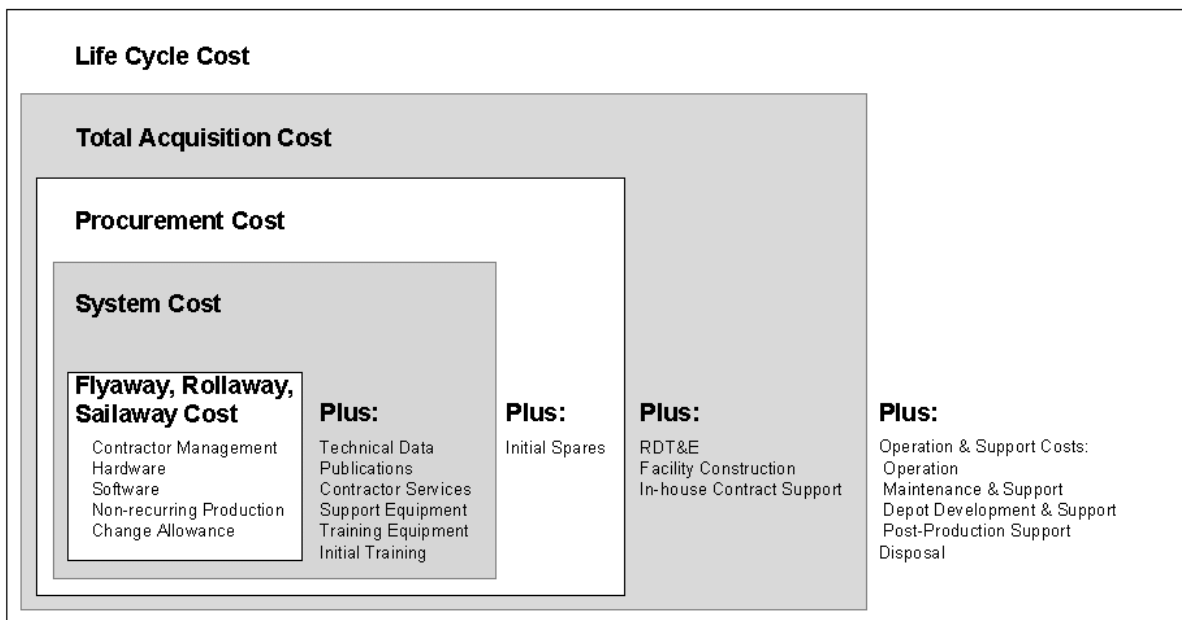 Life Cycle Cost
Total Acquisition Cost
Procurement Cost
System Cost
Flyaway, Rollaway,
Sailaway Cost
Contractor Management
Hardware
Software
Non-recurring Production
Change Allowance
Plus:
Technical Data
Publications
Contractor Services
Support Equipment
Training Equipment
Initial Training
Plus:
Initial Spares
Plus:
RDT&E
Facility Construction
In-house Contract Support
Plus:
Operation & Support Costs:
Operation
Maintenance & Support
Depot Development & Support
Post-Production Support
Disposal